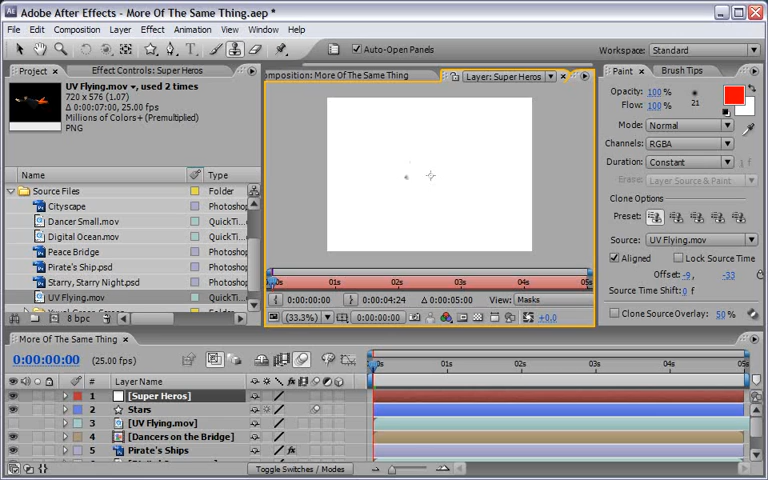 Adobe After Effects - More Of The Same Thing.aep *
File Edit Composition Layer Effect Animation View Window Help
Auto-Open Panels
Workspace: Standard
Project Effect Controls: Super Heros
omposition: More Of The Same Thing
Layer: Super Heros
Paint Brush Tips
UV Flying.mov, used 2 times
720 x 576 (1.07)
Δ 0:00:07:00, 25.00 fps
Millions of Colors+ (Premultiplied)
PNG
Opacity: 100 %
Flow: 100 %
21
Mode: Normal
Channels: RGBA
Duration: Constant 1 f
Erase: Layer Source & Paint
Clone Options
Preset:
Source: UV Flying.mov
Aligned Lock Source Time
Offset: -9, -33
Source Time Shift: 0 f
Clone Source Overlay: 50 %
Name Type
Source Files Folder
Cityscape Photoshop
Dancer Small.mov QuickTi...
Digital Ocean.mov QuickTi...
Peace Bridge Photoshop
Pirate's Ship.psd Photoshop
Starry, Starry Night.psd Photoshop
UV Flying.mov QuickTi...
8 bpc
0s 01s 02s 03s 04s 05s
0:00:00:00 0:00:04:24 Δ 0:00:05:00 View: Masks
(33.3%) 0:00:00:00 +0.0
More Of The Same Thing
0:00:00:00 (25.00 fps)
0s 01s 02s 03s 04s 05s
# Layer Name
1 [Super Heros]
2 Stars
3 [UV Flying.mov]
4 [Dancers on the Bridge]
5 Pirate's Ships
Toggle Switches / Modes